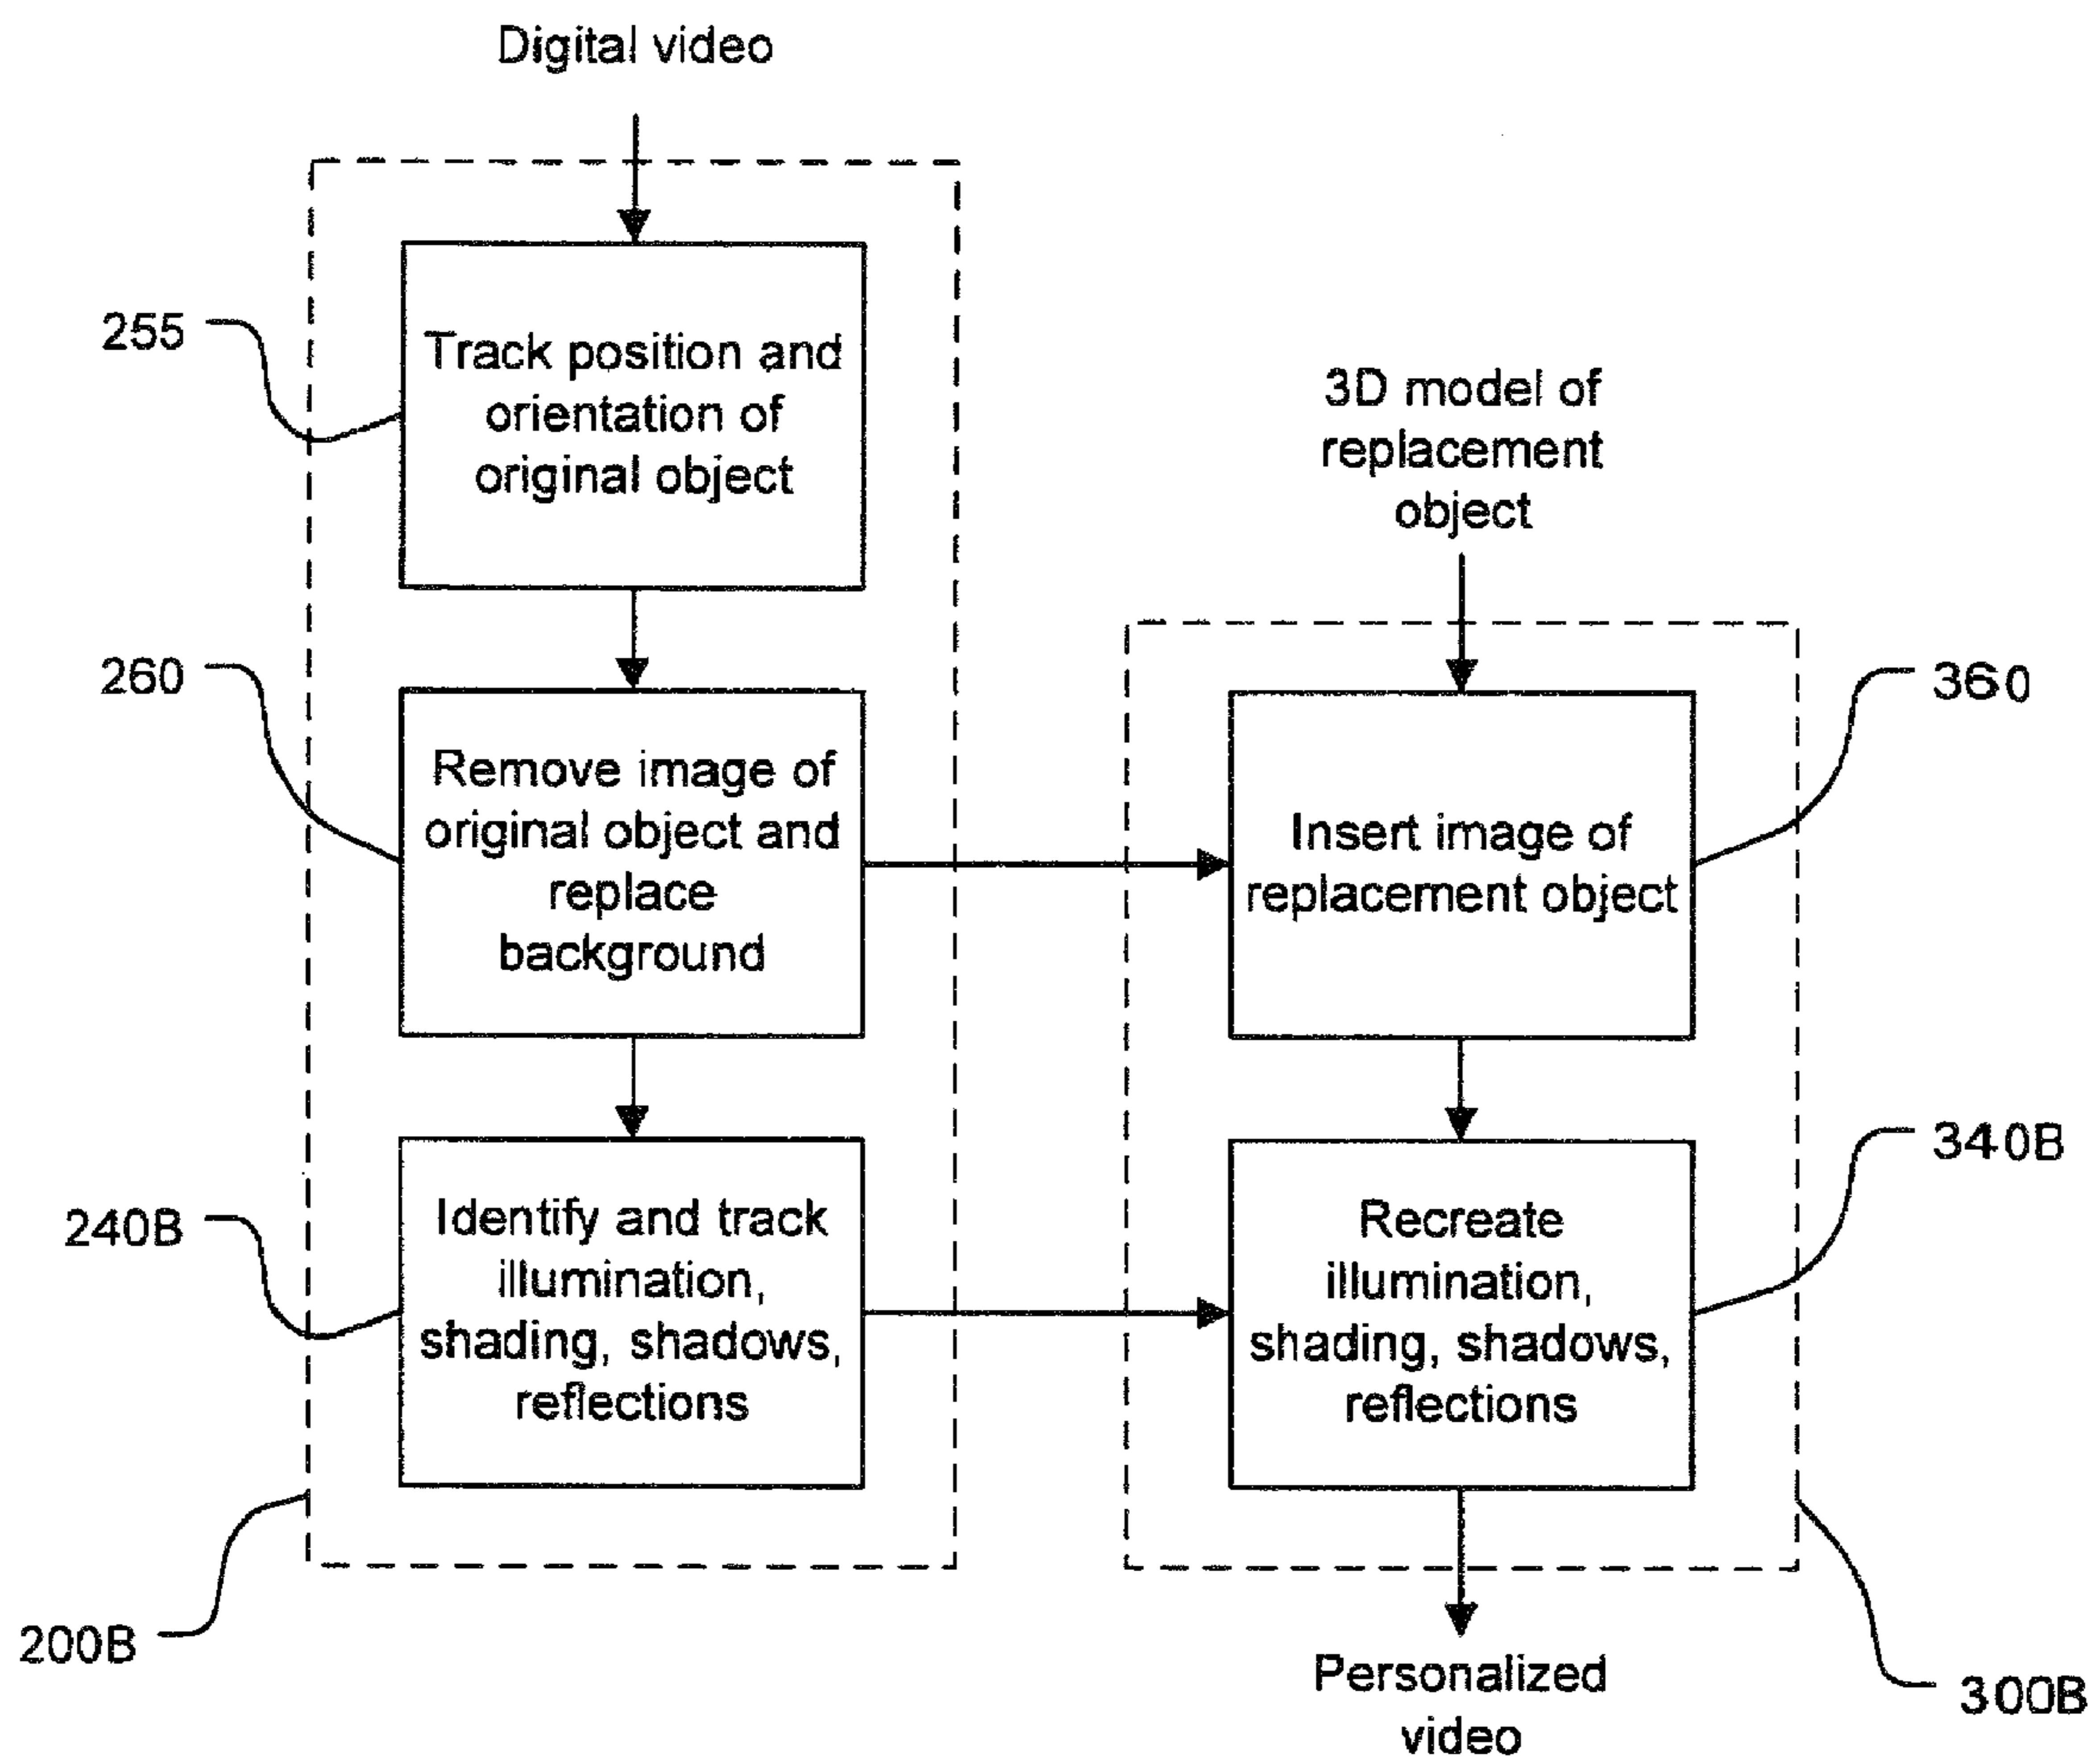 Digital video
255
Track position and
orientation of
original object
260
Remove image of
original object and
replace
background
240B
Identify and track
illumination,
shading, shadows,
reflections
200B
3D model of
replacement
object
360
Insert image of
replacement object
340B
Recreate
illumination,
shading, shadows,
reflections
300B
Personalized
video